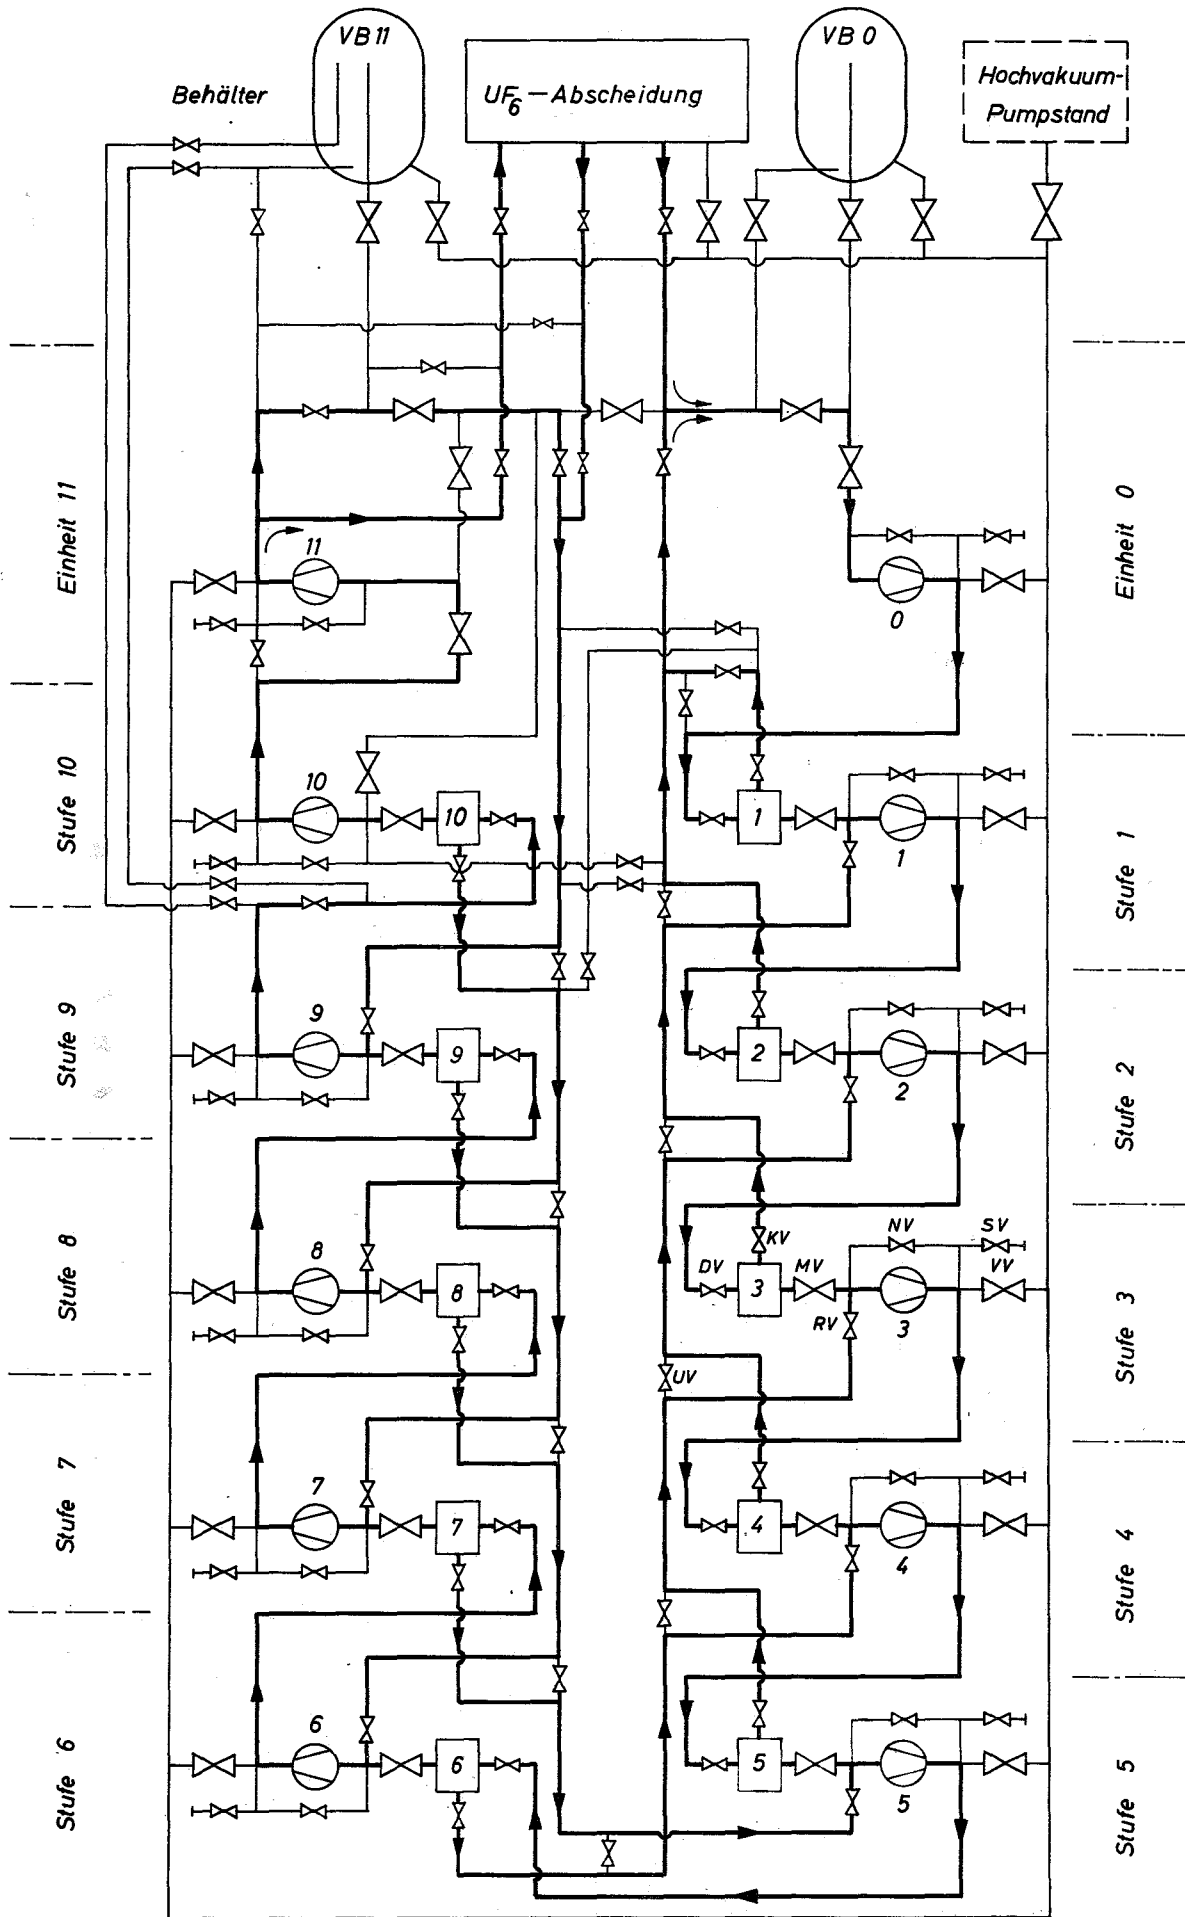 VB 11
VB 0
Behälter
UF6-Abscheidung
Hochvakuum-
Pumpstand
Einheit 11
Einheit 0
11
0
Stufe 10
10
10
1
1
Stufe 1
Stufe 9
9
9
2
2
Stufe 2
Stufe 8
8
8
KV
NV
SV
DV
MV
VV
3
RV
3
UV
Stufe 3
Stufe 7
7
7
4
4
Stufe 4
Stufe 6
6
6
5
5
Stufe 5